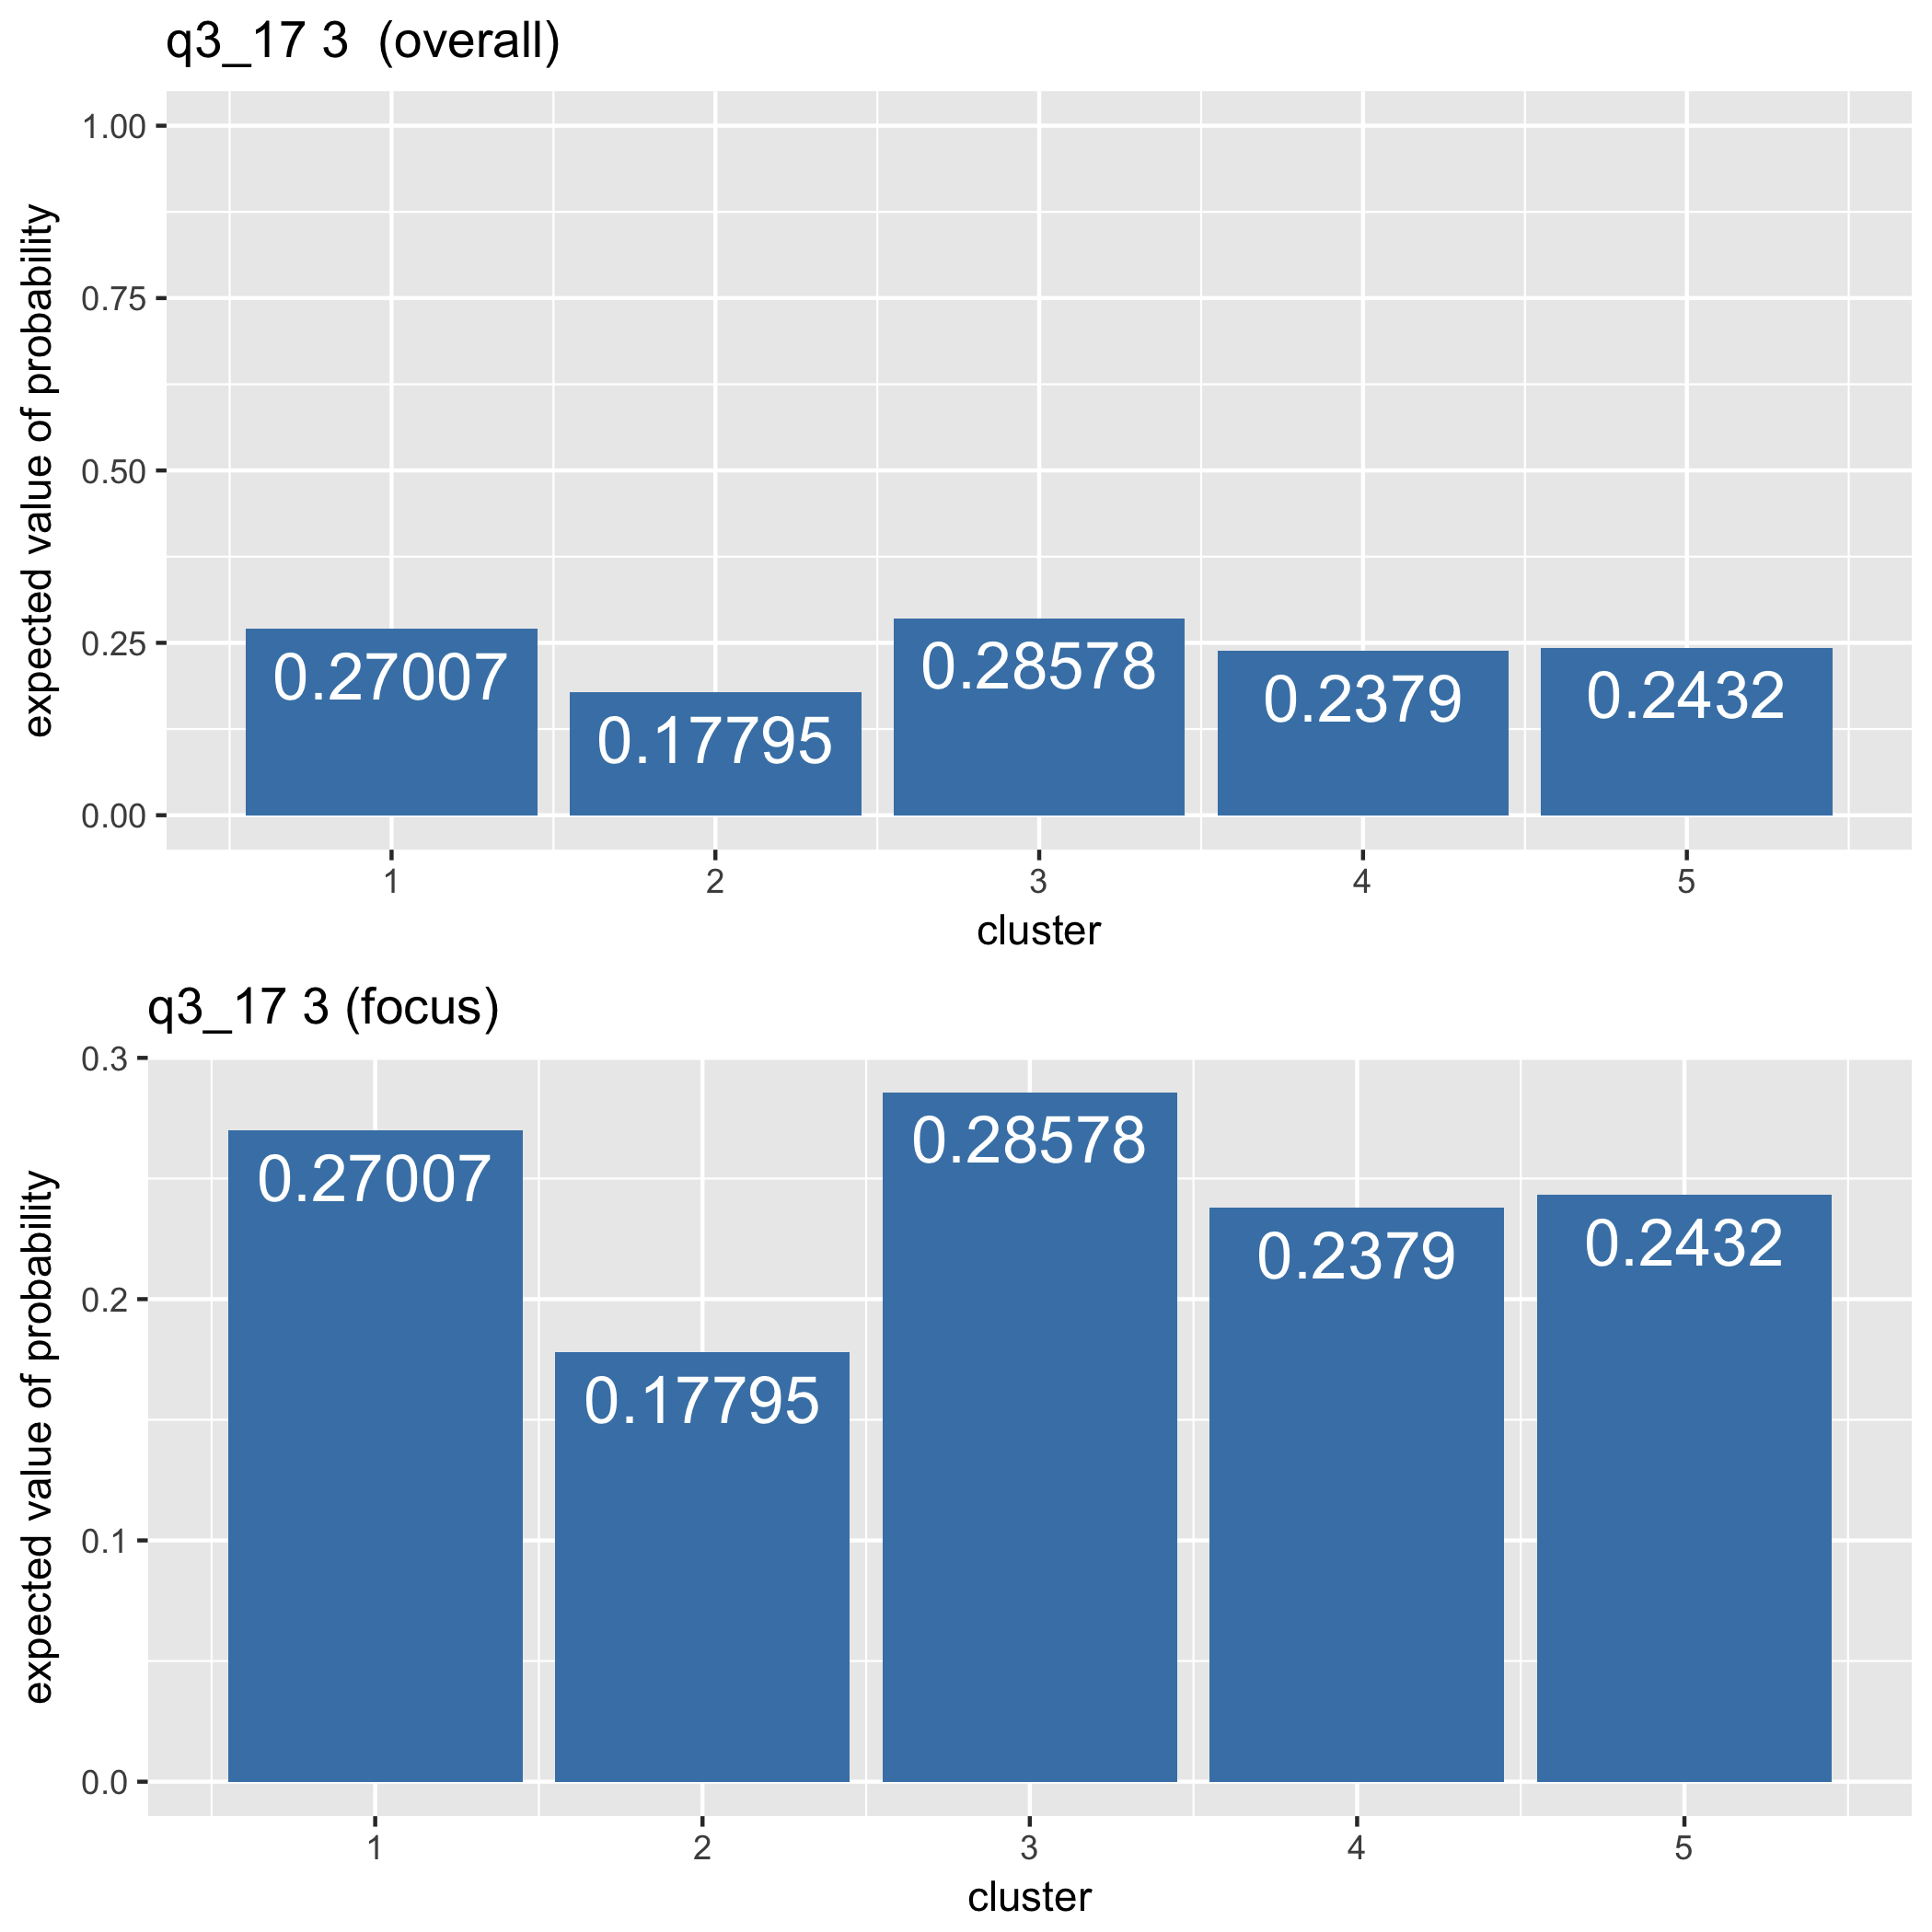 q3_17 3  (overall)
expected value of probability
1.00
0.75
0.50
0.25
0.00
0.27007
0.17795
0.28578
0.2379
0.2432
1 2 3 4 5
cluster
q3_17 3 (focus)
expected value of probability
0.3
0.2
0.1
0.0
0.27007
0.17795
0.28578
0.2379
0.2432
1 2 3 4 5
cluster